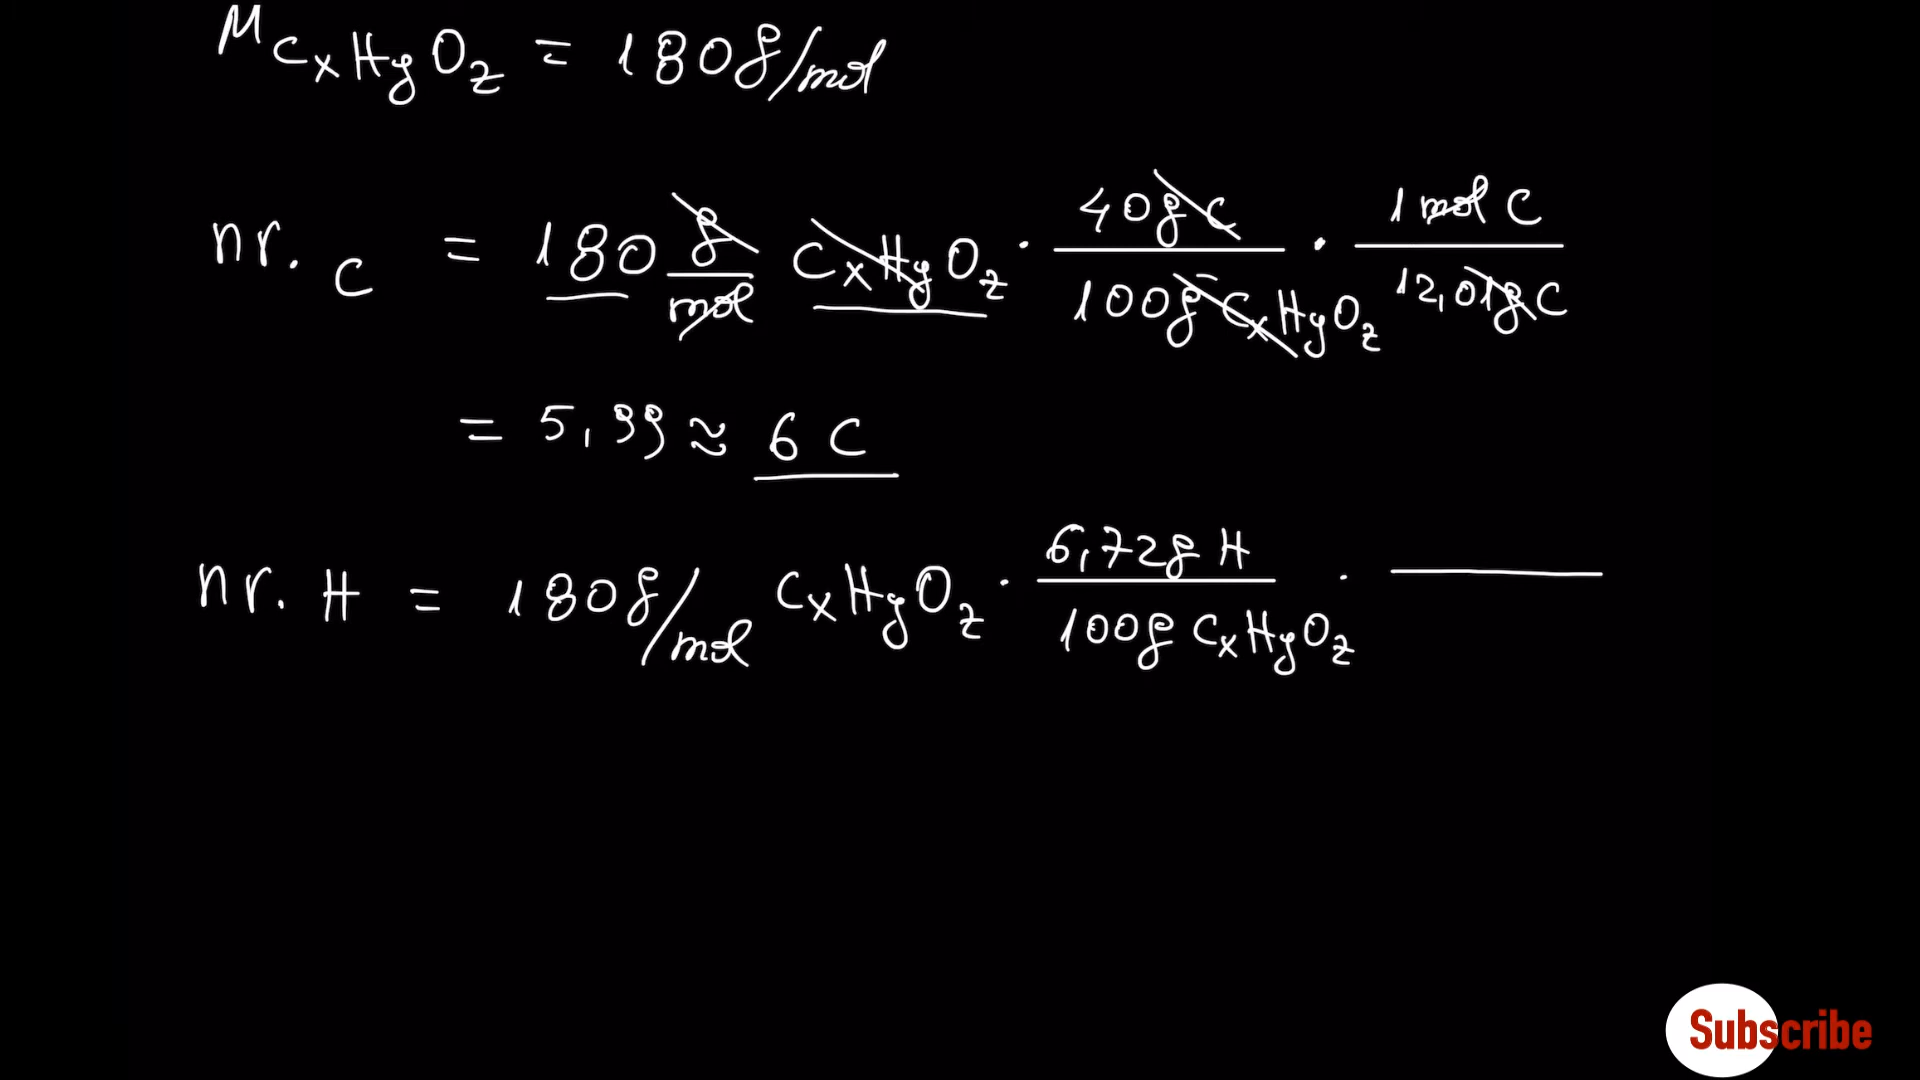 M CxHyOz = 180g/mol
nr. C = 180 g/mol CxHyOz · 40g C / 100g CxHyOz · 1 mol C / 12,01g C
= 5,99 ≈ 6 C
nr. H = 180g/mol CxHyOz · 6,72g H / 100g CxHyOz ·
Subscribe